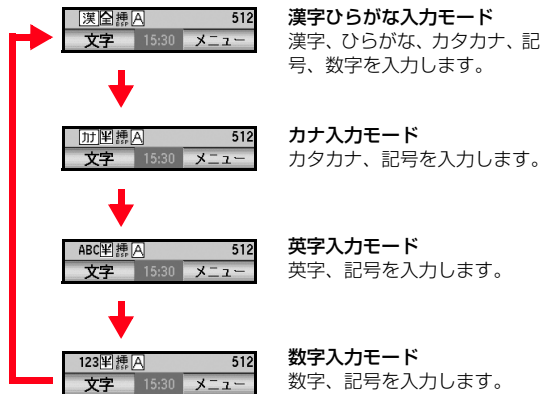 漢全挿A 512
文字 15:30 メニュー
漢字ひらがな入力モード
漢字、ひらがな、カタカナ、記
号、数字を入力します。
カナ半挿A 512
文字 15:30 メニュー
カナ入力モード
カタカナ、記号を入力します。
ABC半挿A 512
文字 15:30 メニュー
英字入力モード
英字、記号を入力します。
123半挿A 512
文字 15:30 メニュー
数字入力モード
数字、記号を入力します。